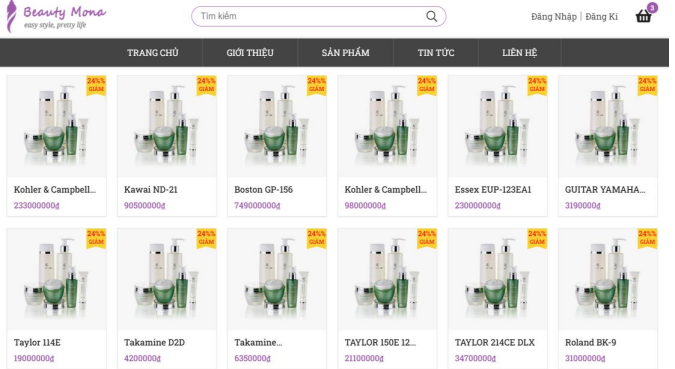 Beauty Mona
easy style, pretty life
Tìm kiếm
Đăng Nhập | Đăng Kí
3
TRANG CHỦ GIỚI THIỆU SẢN PHẨM TIN TỨC LIÊN HỆ
24%% 24%% 24%% 24%% 24%% 24%%
GIẢM GIẢM GIẢM GIẢM GIẢM GIẢM
Kohler & Campbell... Kawai ND-21 Boston GP-156 Kohler & Campbell... Essex EUP-123EA1 GUITAR YAMAHA...
233000000₫ 90500000₫ 749000000₫ 98000000₫ 230000000₫ 3190000₫
24%% 24%% 24%% 24%% 24%% 24%%
GIẢM GIẢM GIẢM GIẢM GIẢM GIẢM
Taylor 114E Takamine D2D Takamine... TAYLOR 150E 12... TAYLOR 214CE DLX Roland BK-9
19000000₫ 4200000₫ 6350000₫ 21100000₫ 34700000₫ 31000000₫